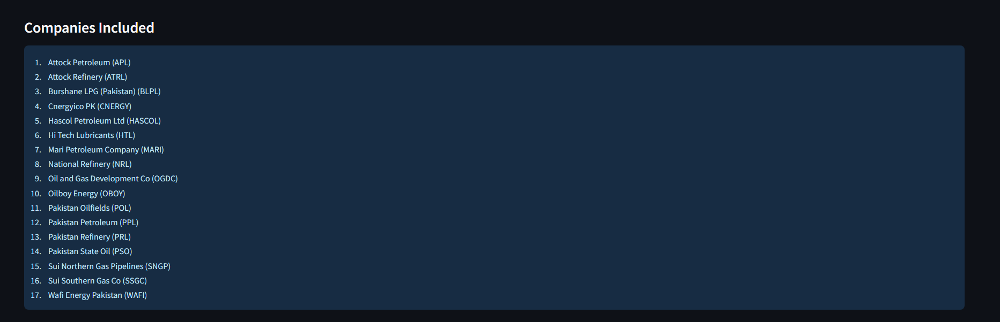 Companies Included
1. Attock Petroleum (APL)
2. Attock Refinery (ATRL)
3. Burshane LPG (Pakistan) (BLPL)
4. Cnergyico PK (CNERGY)
5. Hascol Petroleum Ltd (HASCOL)
6. Hi Tech Lubricants (HTL)
7. Mari Petroleum Company (MARI)
8. National Refinery (NRL)
9. Oil and Gas Development Co (OGDC)
10. Oilboy Energy (OBOY)
11. Pakistan Oilfields (POL)
12. Pakistan Petroleum (PPL)
13. Pakistan Refinery (PRL)
14. Pakistan State Oil (PSO)
15. Sui Northern Gas Pipelines (SNGP)
16. Sui Southern Gas Co (SSGC)
17. Wafi Energy Pakistan (WAFI)